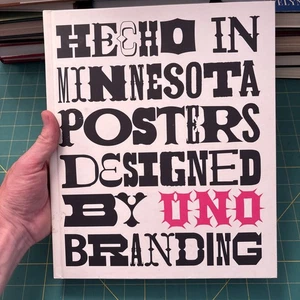 HECHO IN
MINNESOTA
POSTERS
DESIGNED
BY UNO
BRANDING